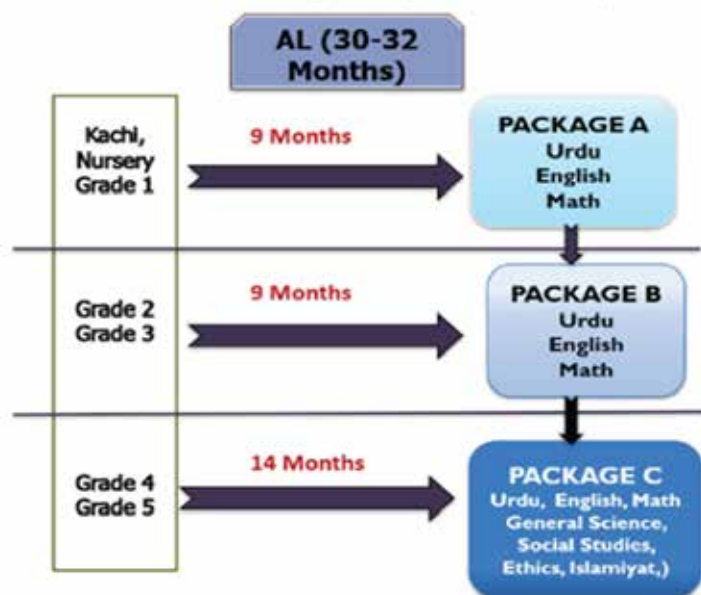 AL (30-32
Months)
Kachi,
Nursery
Grade 1
9 Months
PACKAGE A
Urdu
English
Math
Grade 2
Grade 3
9 Months
PACKAGE B
Urdu
English
Math
Grade 4
Grade 5
14 Months
PACKAGE C
Urdu, English, Math
General Science,
Social Studies,
Ethics, Islamiyat,)